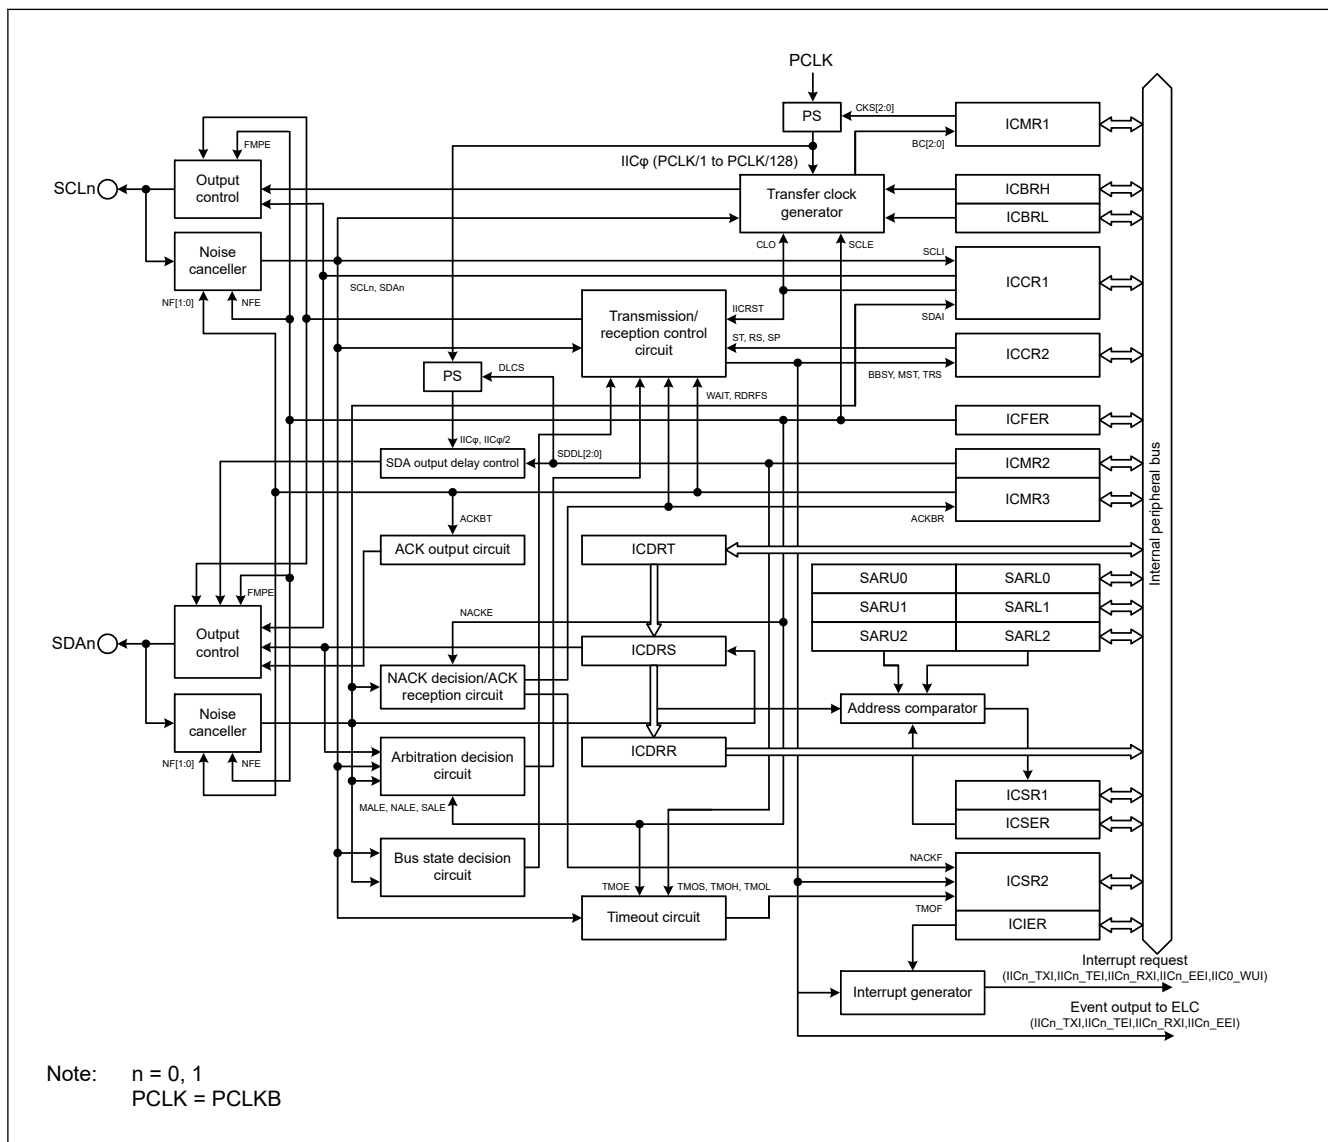 PCLK
PS
CKS[2:0]
ICMR1
BC[2:0]
FMPE
IICφ (PCLK/1 to PCLK/128)
SCLn
Output
control
Transfer clock
generator
ICBRH
ICBRL
Noise
canceller
CLO
SCLE
SCLI
NF[1:0]
NFE
SCLn, SDAn
ICCR1
Transmission/
reception control
circuit
IICRST
SDAI
ST, RS, SP
ICCR2
BBSY, MST, TRS
PS
DLCS
WAIT, RDRFS
ICFER
IICφ, IICφ/2
SDA output delay control
SDDL[2:0]
ICMR2
ICMR3
ACKBT
ACKBR
ACK output circuit
ICDRT
Internal peripheral bus
SARU0
SARL0
SARU1
SARL1
SARU2
SARL2
FMPE
NACKE
SDAn
Output
control
ICDRS
NACK decision/ACK
reception circuit
Address comparator
Noise
canceller
NF[1:0]
NFE
Arbitration decision
circuit
ICDRR
MALE, NALE, SALE
ICSR1
ICSER
Bus state decision
circuit
NACKF
ICSR2
TMOE
TMOS, TMOH, TMOL
Timeout circuit
TMOF
ICIER
Interrupt generator
Interrupt request
(IICn_TXI,IICn_TEI,IICn_RXI,IICn_EEI,IIC0_WUI)
Event output to ELC
(IICn_TXI,IICn_TEI,IICn_RXI,IICn_EEI)
Note: n = 0, 1
PCLK = PCLKB